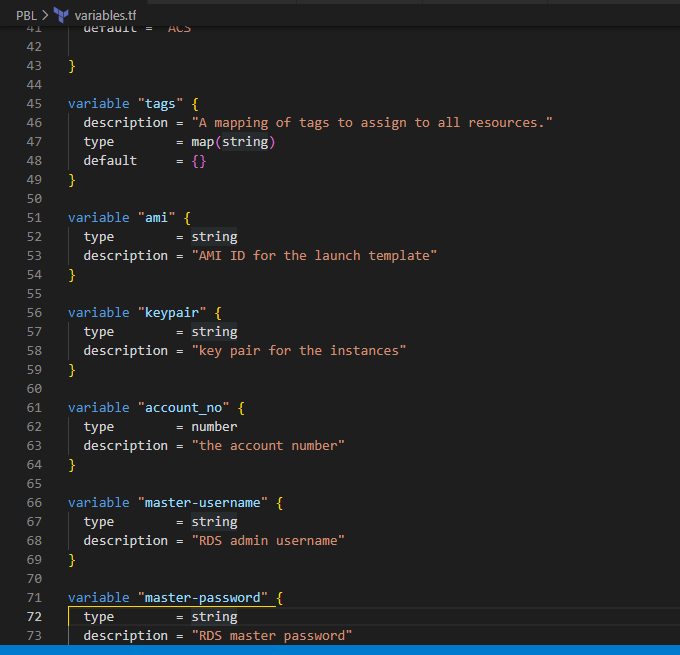 PBL > variables.tf
41 default = "ACS"
42
43 }
44
45 variable "tags" {
46 description = "A mapping of tags to assign to all resources."
47 type = map(string)
48 default = {}
49 }
50
51 variable "ami" {
52 type = string
53 description = "AMI ID for the launch template"
54 }
55
56 variable "keypair" {
57 type = string
58 description = "key pair for the instances"
59 }
60
61 variable "account_no" {
62 type = number
63 description = "the account number"
64 }
65
66 variable "master-username" {
67 type = string
68 description = "RDS admin username"
69 }
70
71 variable "master-password" {
72 type = string
73 description = "RDS master password"